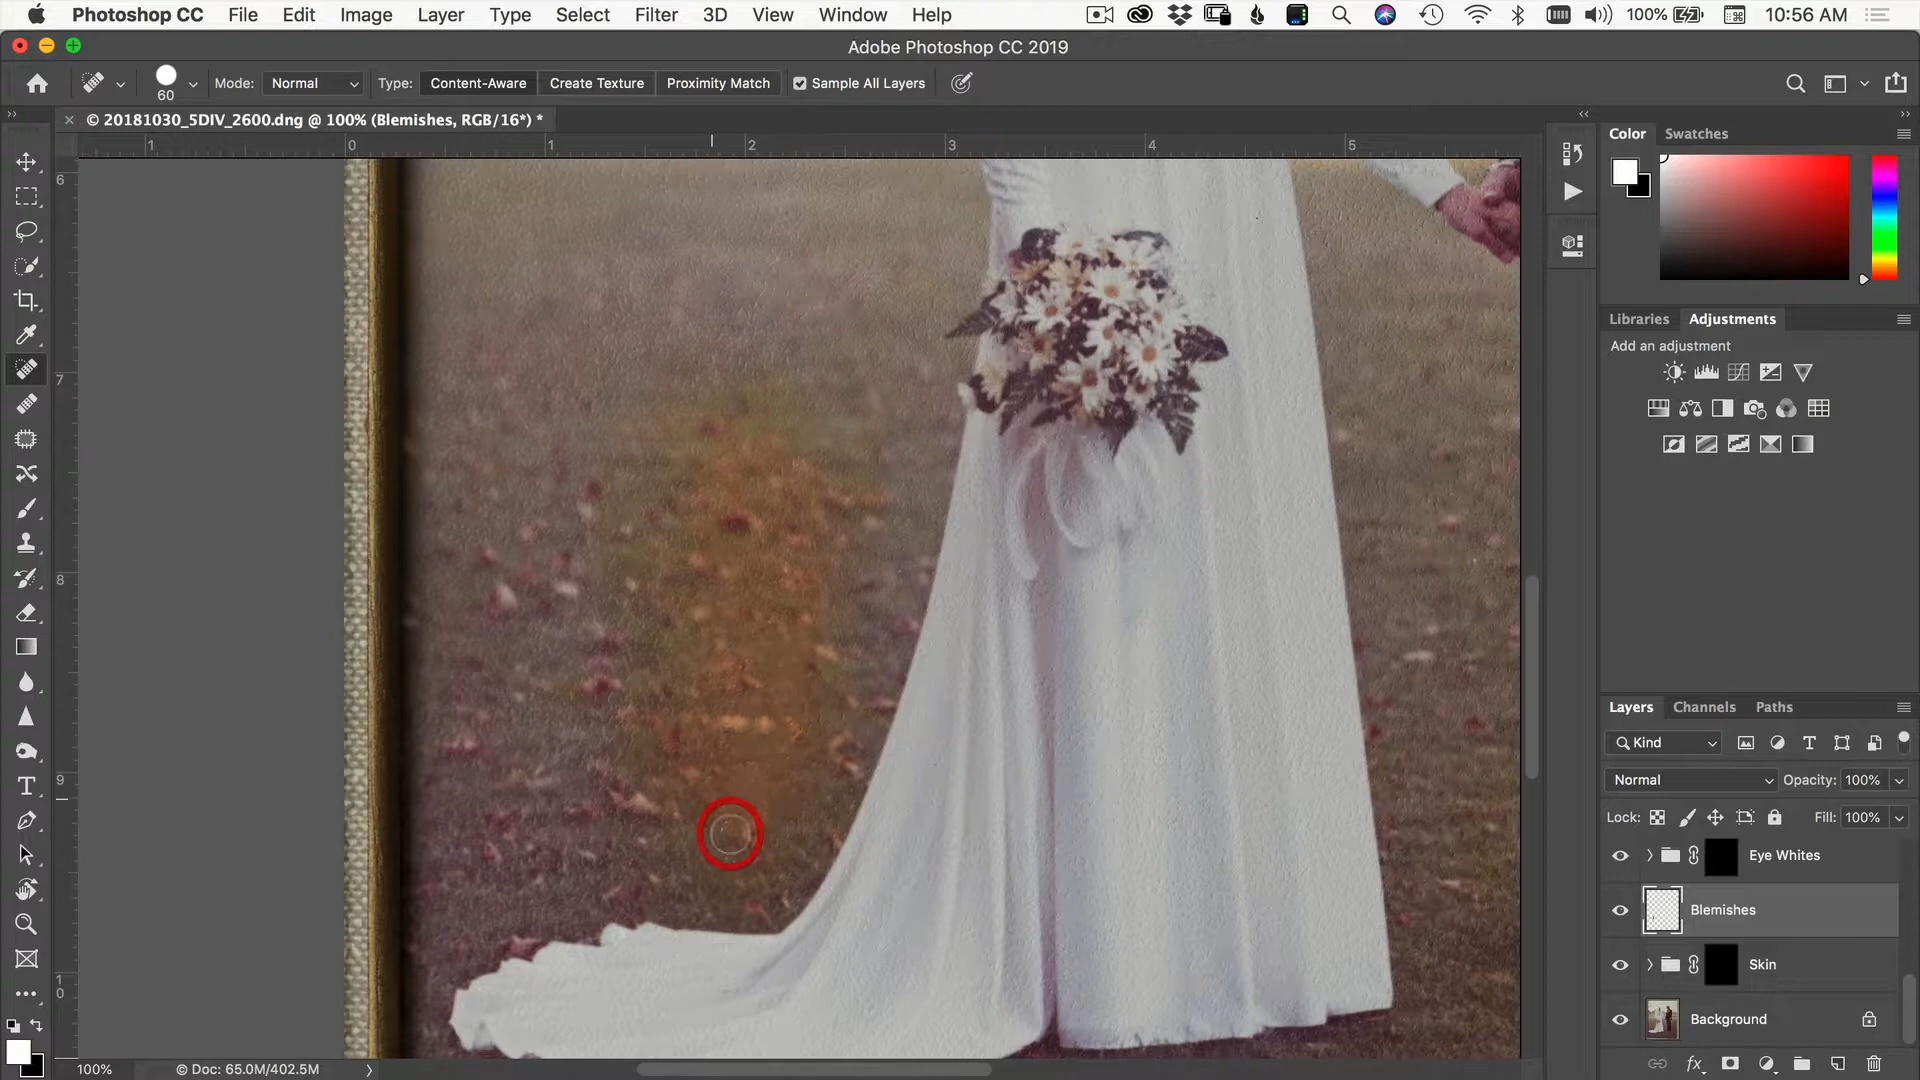 Photoshop CC File Edit Image Layer Type Select Filter 3D View Window Help 100% 10:56 AM
Adobe Photoshop CC 2019
60 Mode: Normal Type: Content-Aware Create Texture Proximity Match Sample All Layers
× © 20181030_5DIV_2600.dng @ 100% (Blemishes, RGB/16*) *
1 0 1 2 3 4 5
6
7
8
9
1
0
Color Swatches
Libraries Adjustments
Add an adjustment
Layers Channels Paths
Kind
Normal Opacity: 100%
Lock: Fill: 100%
Eye Whites
Blemishes
Skin
Background
fx
100% © Doc: 65.0M/402.5M